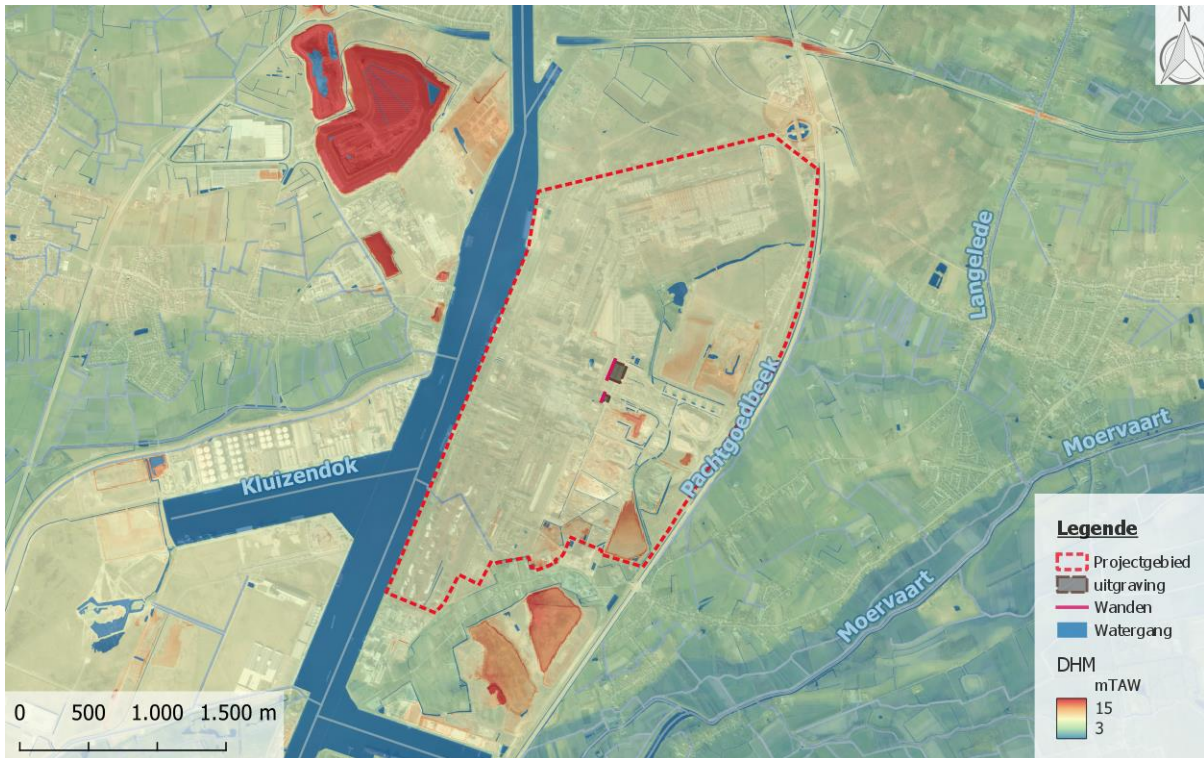 N
Langelede
Kluizendok
Pachtgoedbeek
Moervaart
Moervaart
Legende
Projectgebied
uitgraving
Wanden
Watergang
DHM
mTAW
15
3
0 500 1.000 1.500 m